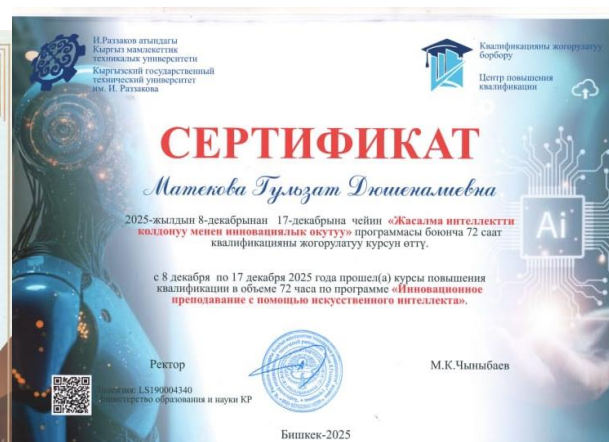 И.Раззаков атындагы
Кыргыз мамлекеттик
техникалык университети
Кыргызский государственный
технический университет
им. И. Раззакова
Квалификацияны жогорулатуу
борбору
Центр повышения
квалификации
СЕРТИФИКАТ
Матекова Гульзат Дюшеналиевна
2025-жылдын 8-декабрынан 17-декабрына чейин «Жасалма интеллектти
колдонуу менен инновациялык окутуу» программасы боюнча 72 саат
квалификацияны жогорулатуу курсун өттү.
Ai
с 8 декабря по 17 декабря 2025 года прошел(а) курсы повышения
квалификации в объеме 72 часа по программе «Инновационное
преподавание с помощью искусственного интеллекта».
Ректор
М.К.Чыныбаев
LS190004340
образования и науки КР
Бишкек-2025